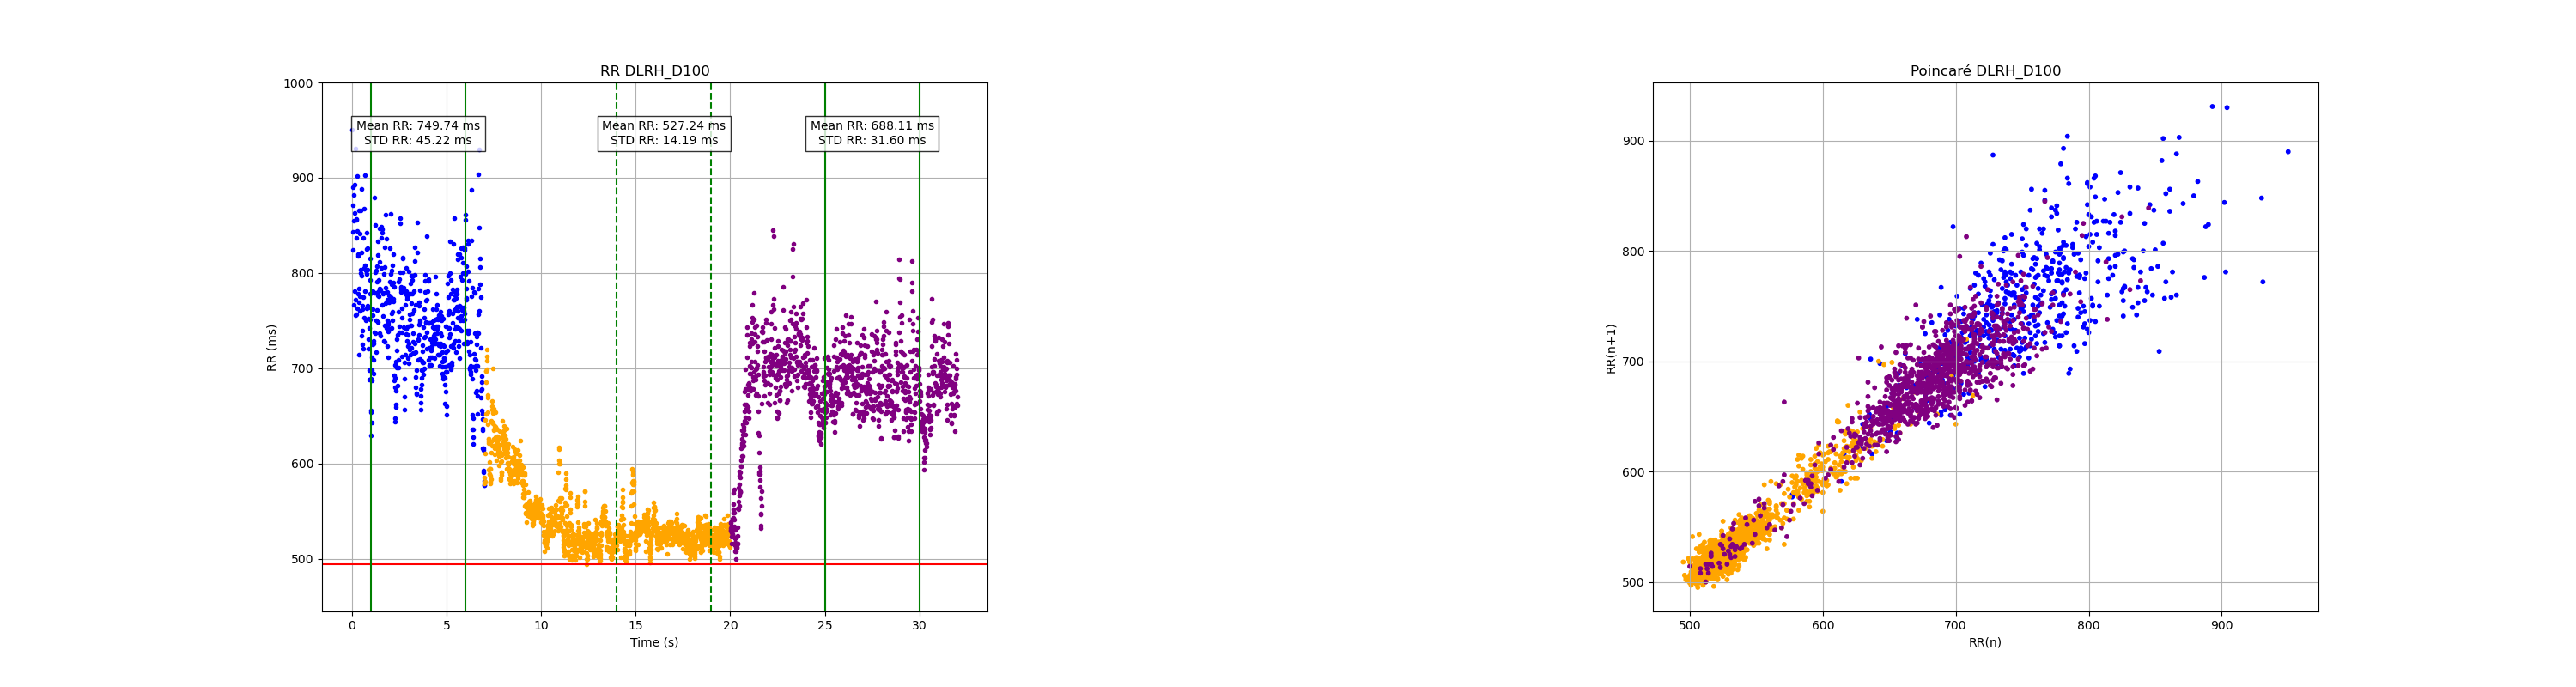 RR DLRH_D100
1000
900
800
700
600
500
RR (ms)
Mean RR: 749.74 ms
STD RR: 45.22 ms
Mean RR: 527.24 ms
STD RR: 14.19 ms
Mean RR: 688.11 ms
STD RR: 31.60 ms
0 5 10 15 20 25 30
Time (s)
Poincaré DLRH_D100
900
800
700
600
500
RR(n+1)
500 600 700 800 900
RR(n)